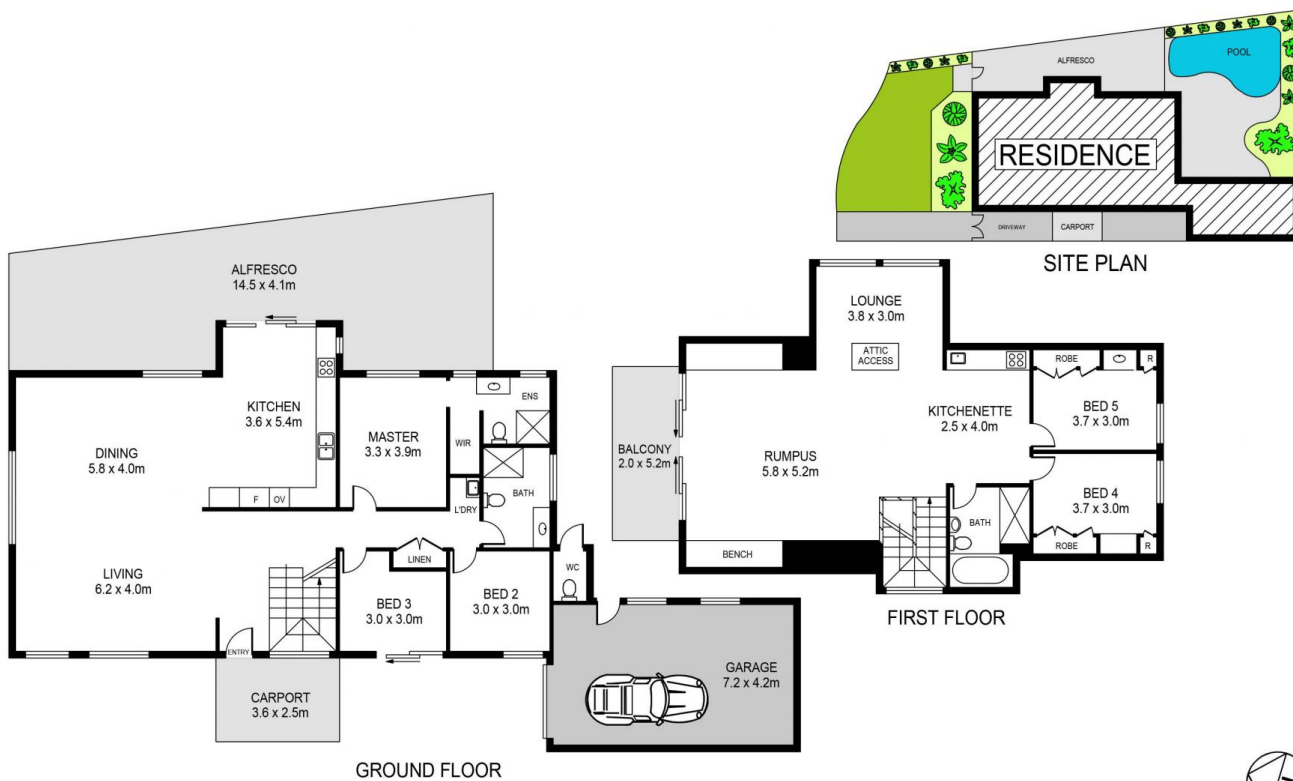 POOL
ALFRESCO
RESIDENCE
DRIVEWAY
CARPORT
SITE PLAN
ALFRESCO
14.5 x 4.1m
KITCHEN
3.6 x 5.4m
DINING
5.8 x 4.0m
MASTER
3.3 x 3.9m
WIR
ENS
BATH
L'DRY
F
OV
LINEN
LIVING
6.2 x 4.0m
BED 3
3.0 x 3.0m
BED 2
3.0 x 3.0m
WC
ENTRY
CARPORT
3.6 x 2.5m
GARAGE
7.2 x 4.2m
GROUND FLOOR
LOUNGE
3.8 x 3.0m
ATTIC
ACCESS
KITCHENETTE
2.5 x 4.0m
ROBE
R
BED 5
3.7 x 3.0m
BALCONY
2.0 x 5.2m
RUMPUS
5.8 x 5.2m
BED 4
3.7 x 3.0m
BATH
ROBE
R
BENCH
FIRST FLOOR